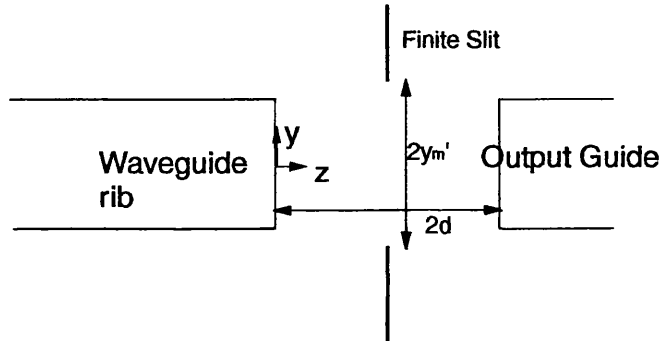 Finite Slit
y
2ym'
Waveguide
rib
z
Output Guide
2d